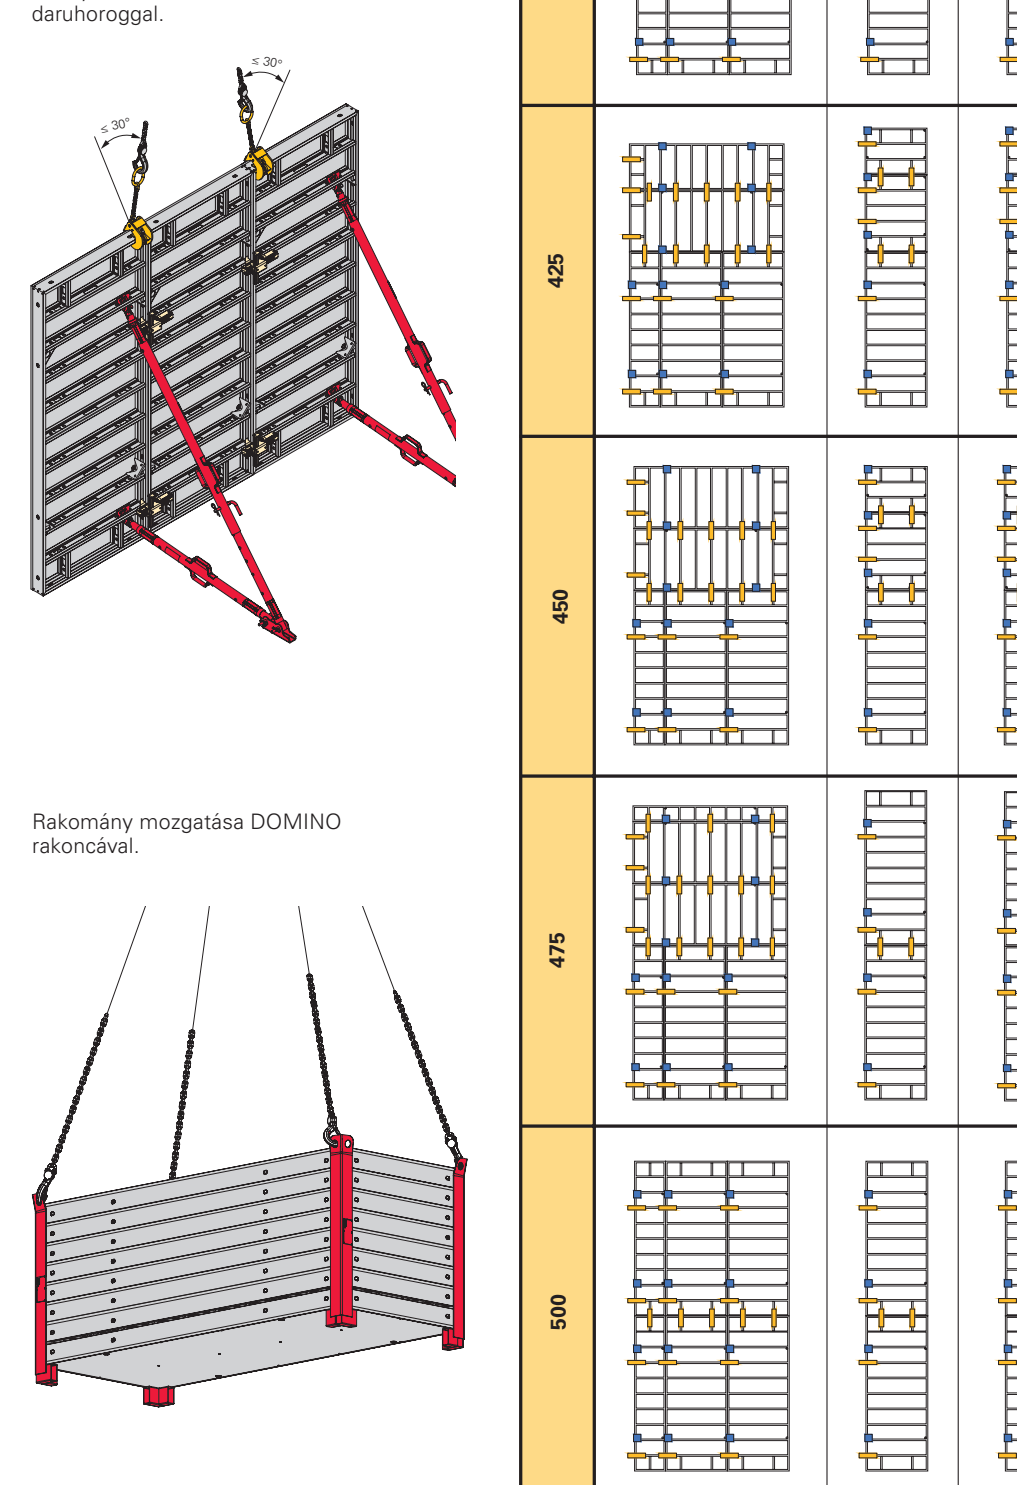 daruhoroggal.
≤ 30°
≤ 30°
Rakomány mozgatása DOMINO
rakoncával.
425
450
475
500